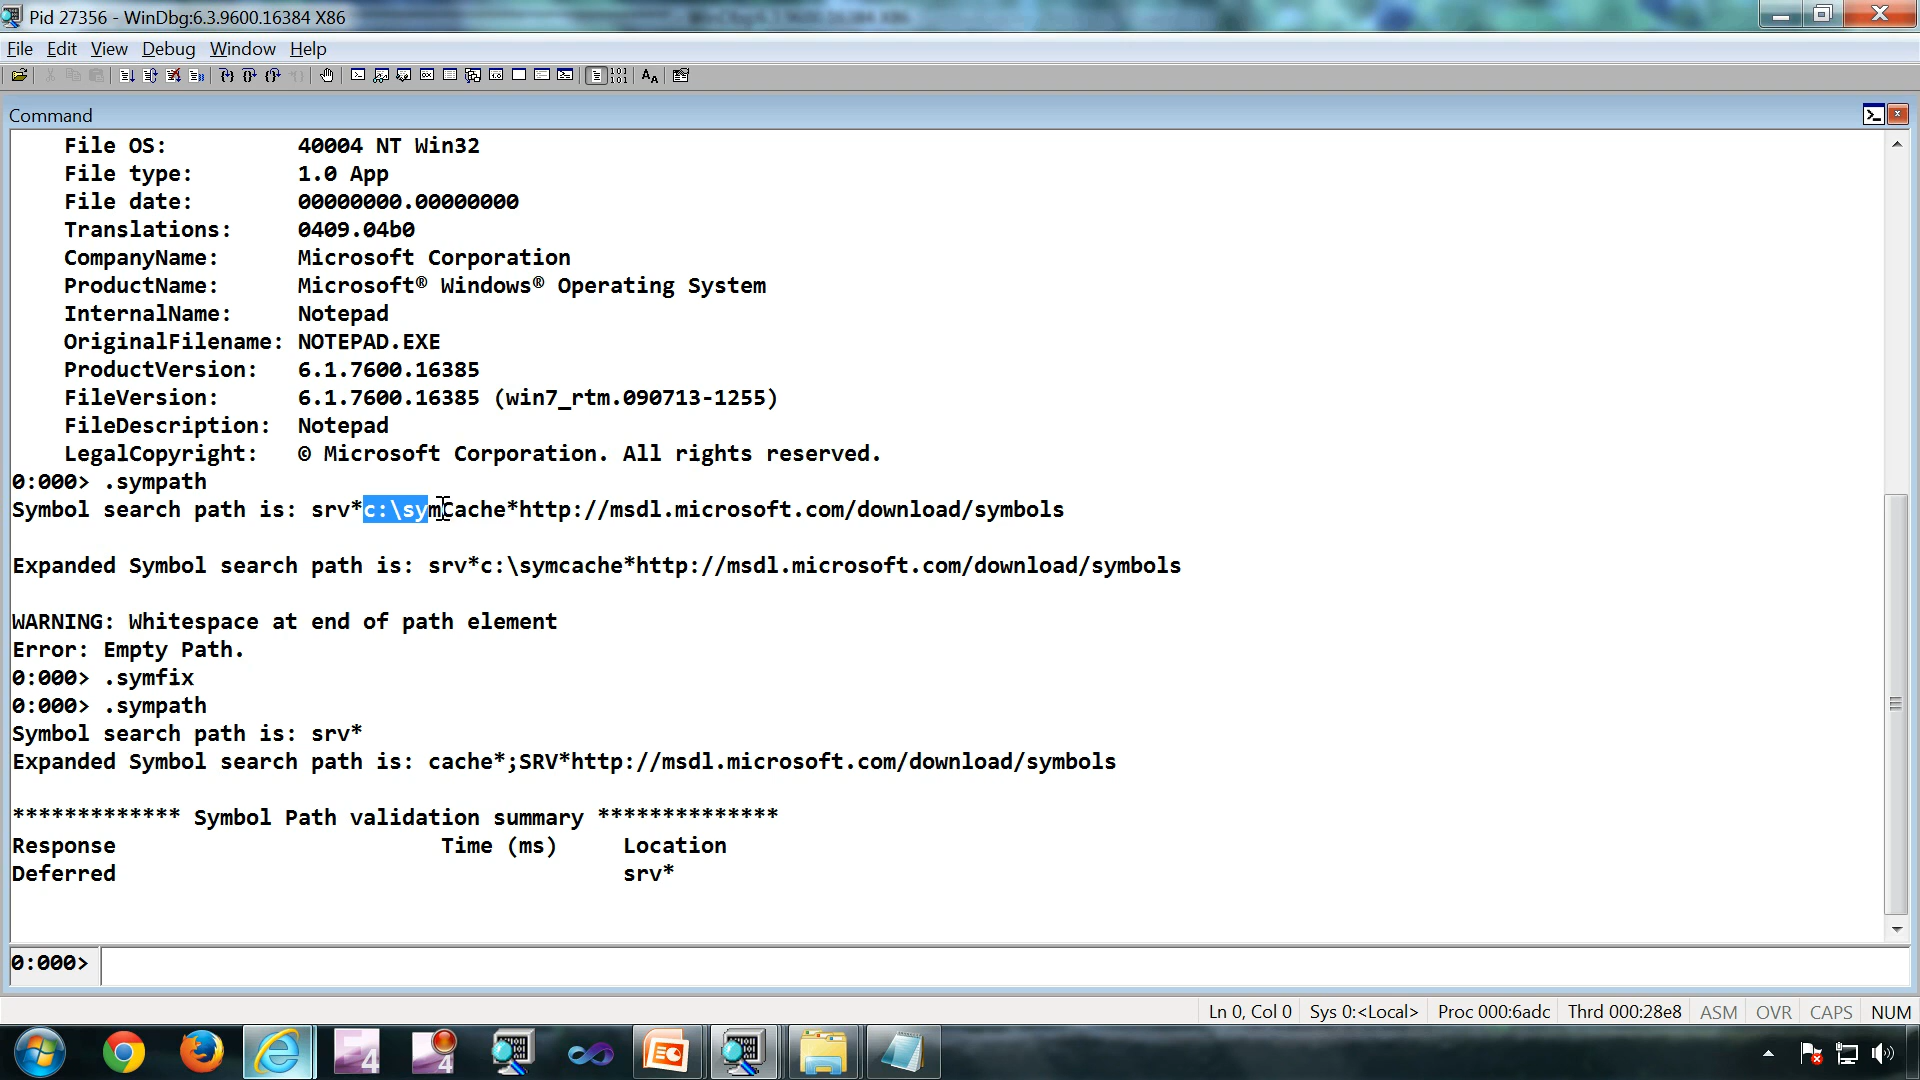 Pid 27356 - WinDbg:6.3.9600.16384 X86
File Edit View Debug Window Help
Command
File OS: 40004 NT Win32
File type: 1.0 App
File date: 00000000.00000000
Translations: 0409.04b0
CompanyName: Microsoft Corporation
ProductName: Microsoft® Windows® Operating System
InternalName: Notepad
OriginalFilename: NOTEPAD.EXE
ProductVersion: 6.1.7600.16385
FileVersion: 6.1.7600.16385 (win7_rtm.090713-1255)
FileDescription: Notepad
LegalCopyright: © Microsoft Corporation. All rights reserved.
0:000> .sympath
Symbol search path is: srv*c:\symCache*http://msdl.microsoft.com/download/symbols
Expanded Symbol search path is: srv*c:\symcache*http://msdl.microsoft.com/download/symbols
WARNING: Whitespace at end of path element
Error: Empty Path.
0:000> .symfix
0:000> .sympath
Symbol search path is: srv*
Expanded Symbol search path is: cache*;SRV*http://msdl.microsoft.com/download/symbols
************* Symbol Path validation summary **************
Response Time (ms) Location
Deferred srv*
0:000>
Ln 0, Col 0 Sys 0:<Local> Proc 000:6adc Thrd 000:28e8 ASM OVR CAPS NUM